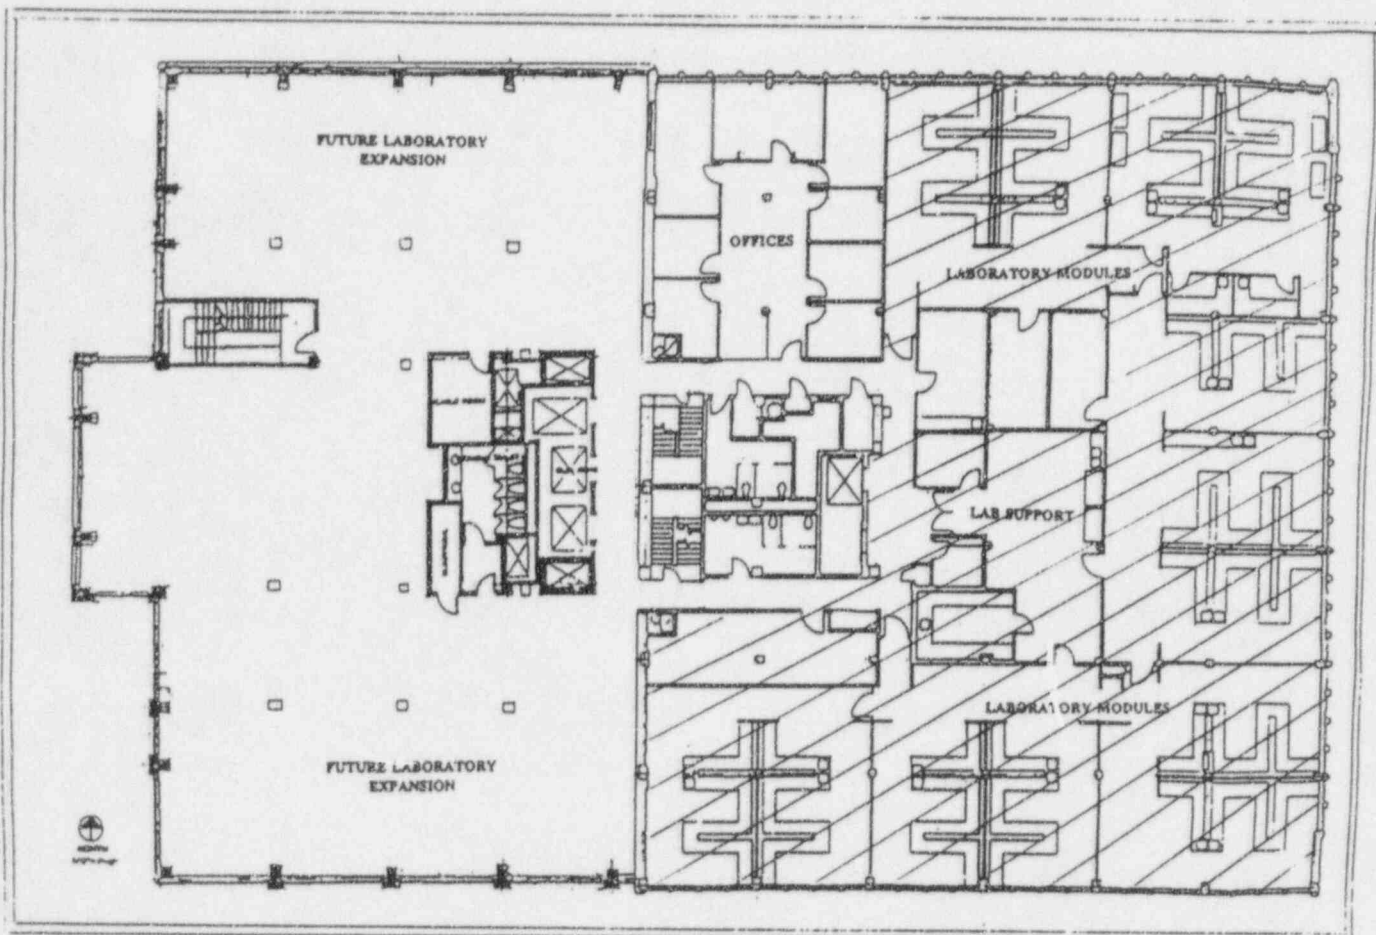 FUTURE LABORATORY
EXPANSION
OFFICES
LABORATORY MODULES
LAB SUPPORT
LABORATORY MODULES
FUTURE LABORATORY
EXPANSION
NORTH